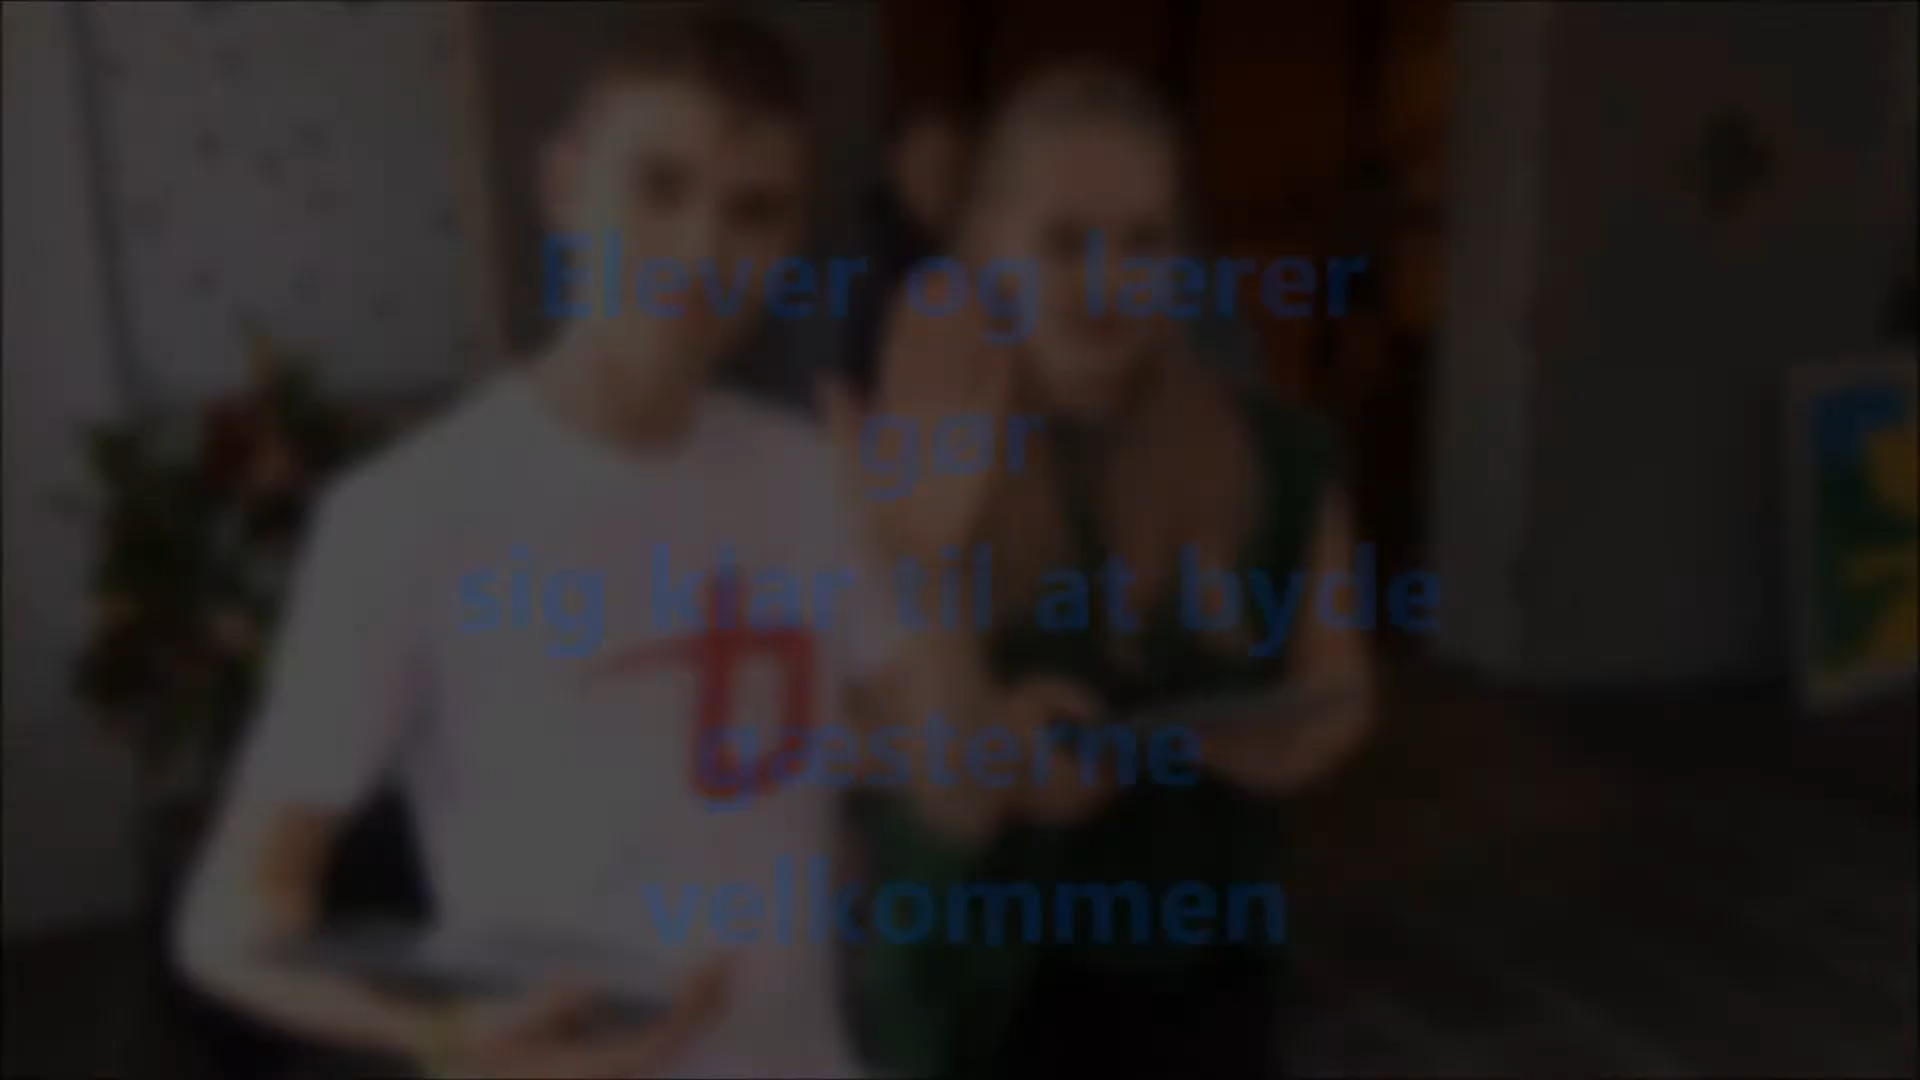 Elever og lærer
gør
sig klar til at byde
gæsterne
velkommen